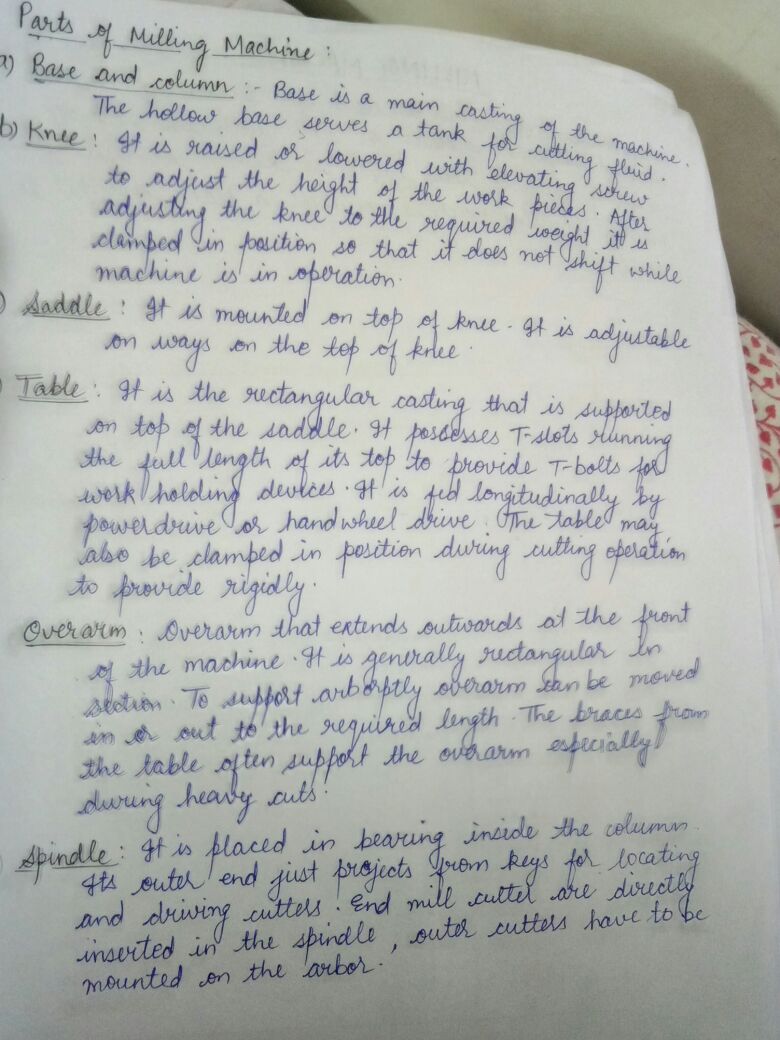 Parts of Milling Machine :
a) Base and column :- Base is a main casting of the machine.
The hollow base serves a tank for cutting fluid.
b) Knee : It is raised or lowered with elevating screw
to adjust the height of the work pieces. After
adjusting the knee to the required weight it is
clamped in position so that it does not shift while
machine is in operation.
Saddle : It is mounted on top of knee. It is adjustable
on ways on the top of knee.
Table : It is the rectangular casting that is supported
on top of the saddle. It possesses T-slots running
the full length of its top to provide T-bolts for
work holding devices. It is fed longitudinally by
powerdrive or handwheel drive. The table may
also be clamped in position during cutting operation
to provide rigidly.
Overarm : Overarm that extends outwards at the front
of the machine. It is generally rectangular in
section. To support overarm can be moved
in or out to the required length. The braces from
the table often support the overarm especially
during heavy cuts.
Spindle : It is placed in bearing inside the column.
Its outer end just projects from keys for locating
and driving cutters. End mill cutter are directly
inserted in the spindle, outer cutters have to be
mounted on the arbor.